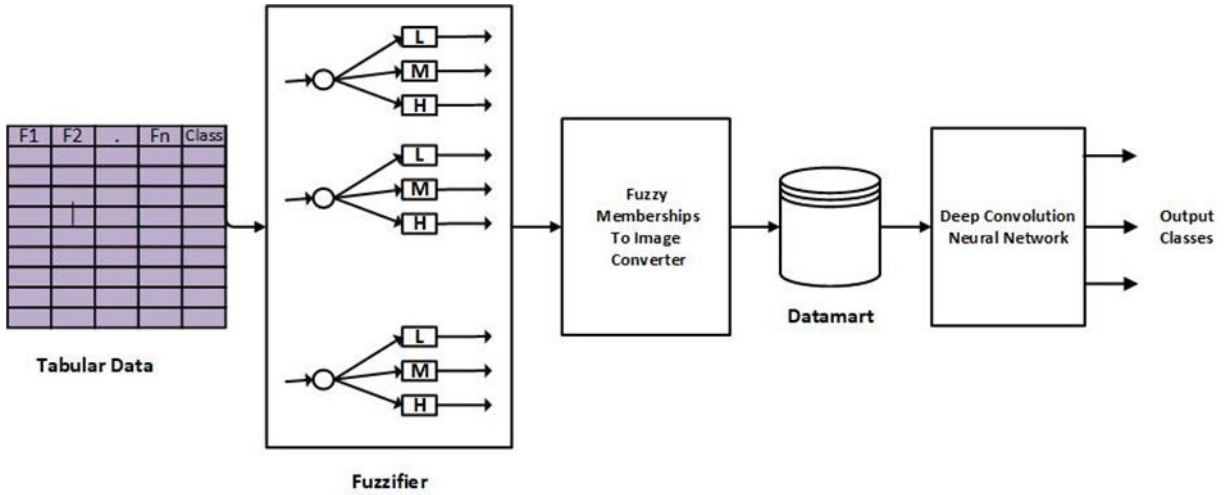 F1 F2 . Fn Class
Tabular Data
L
M
H
L
M
H
L
M
H
Fuzzifier
Fuzzy
Memberships
To Image
Converter
Datamart
Deep Convolution
Neural Network
Output
Classes